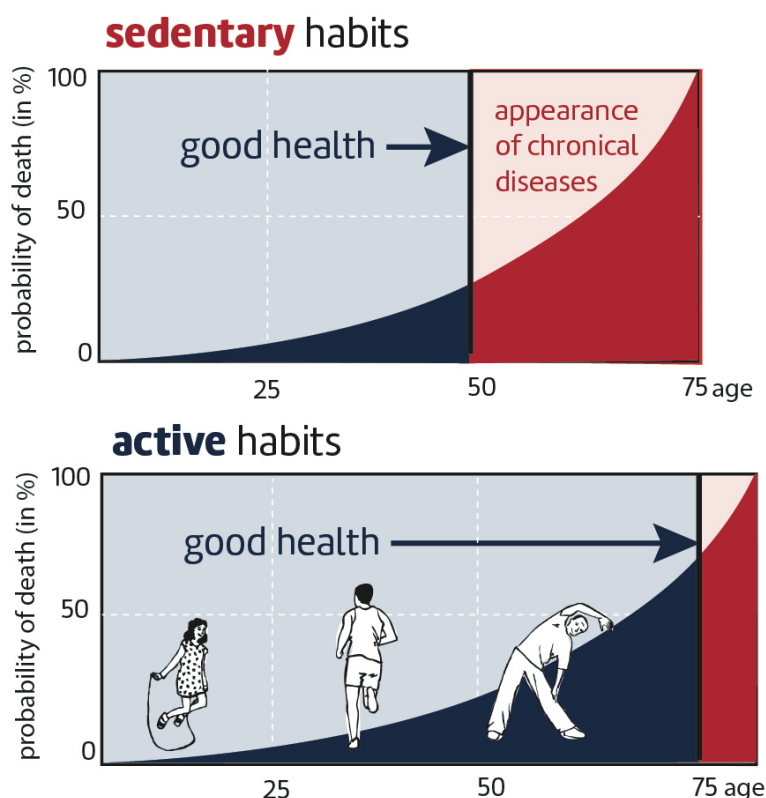 sedentary habits
probability of death (in %)
100
50
0
good health
appearance
of chronical
diseases
25
50
75 age
active habits
probability of death (in %)
100
50
0
good health
25
50
75 age